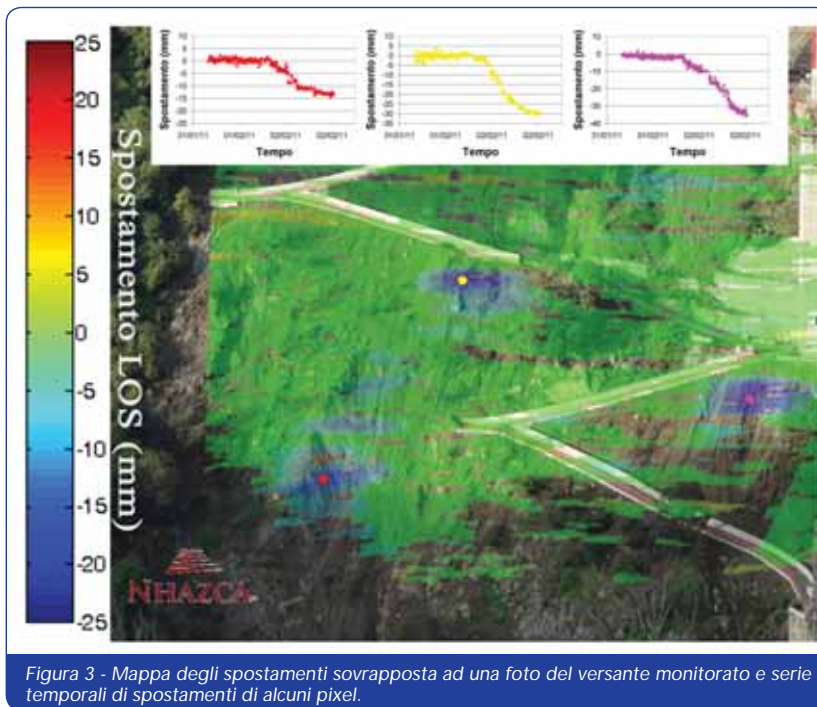 25
20
15
10
5
0
-5
-10
-15
-20
-25
Spostamento LOS (mm)
Spostamento (mm)
Tempo
Spostamento (mm)
Tempo
Spostamento (mm)
Tempo
NHAZCA
Figura 3 - Mappa degli spostamenti sovrapposta ad una foto del versante monitorato e serie
temporali di spostamenti di alcuni pixel.